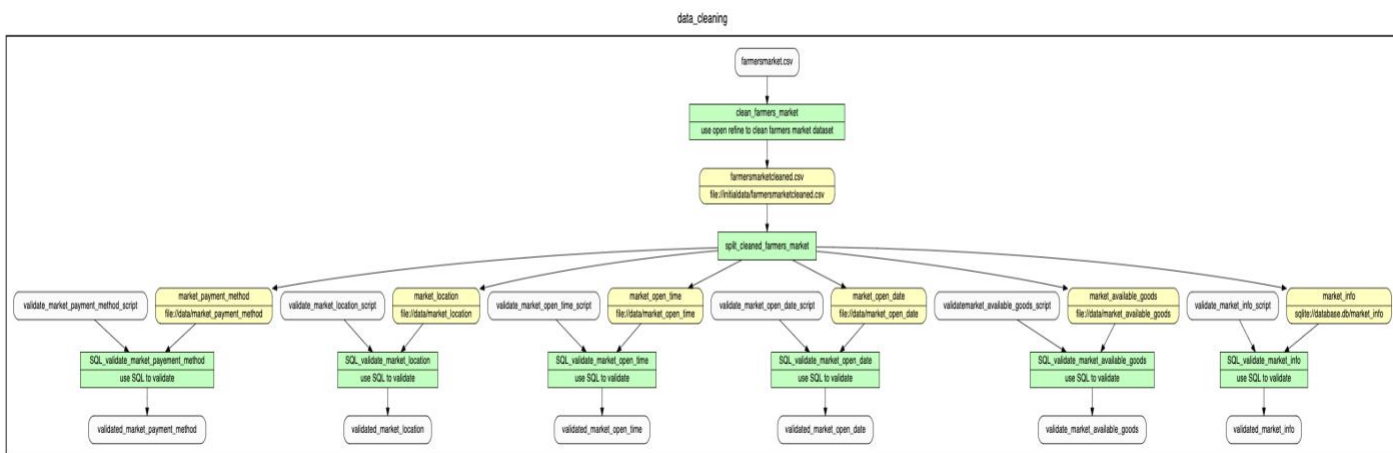 data_cleaning
farmersmarket.csv
clean_farmers_market
use open refine to clean farmers market dataset
farmersmarketcleaned.csv
file://initialdata/farmersmarketcleaned.csv
split_cleaned_farmers_market
validate_market_payment_method_script
market_payment_method
file://data/market_payment_method
validate_market_location_script
market_location
file://data/market_location
validate_market_open_time_script
market_open_time
file://data/market_open_time
validate_market_open_date_script
market_open_date
file://data/market_open_date
validatemarket_available_goods_script
market_available_goods
file://data/market_available_goods
validate_market_info_script
market_info
sqlite://database.db/market_info
SQL_validate_market_payement_method
use SQL to validate
SQL_validate_market_location
use SQL to validate
SQL_validate_market_open_time
use SQL to validate
SQL_validate_market_open_date
use SQL to validate
SQL_validate_market_available_goods
use SQL to validate
SQL_validate_market_info
use SQL to validate
validated_market_payment_method
validated_market_location
validated_market_open_time
validated_market_open_date
validate_market_available_goods
validated_market_info